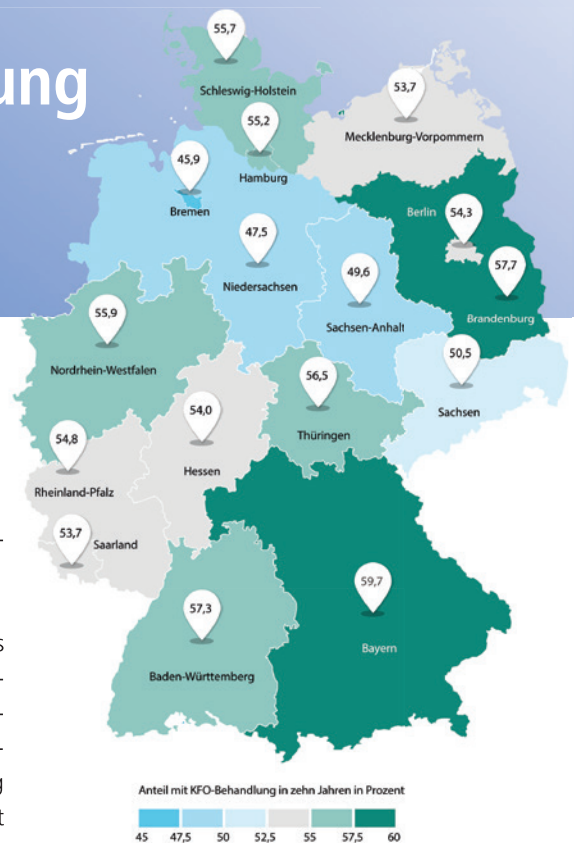 ung
55,7
Schleswig-Holstein
53,7
Mecklenburg-Vorpommern
55,2
Hamburg
45,9
Bremen
Berlin
54,3
47,5
Niedersachsen
49,6
Sachsen-Anhalt
57,7
Brandenburg
55,9
Nordrhein-Westfalen
50,5
Sachsen
56,5
Thüringen
54,0
Hessen
54,8
Rheinland-Pfalz
53,7
Saarland
59,7
Bayern
57,3
Baden-Württemberg
-
s
-
-
-
g
t
Anteil mit KFO-Behandlung in zehn Jahren in Prozent
45 47,5 50 52,5 55 57,5 60